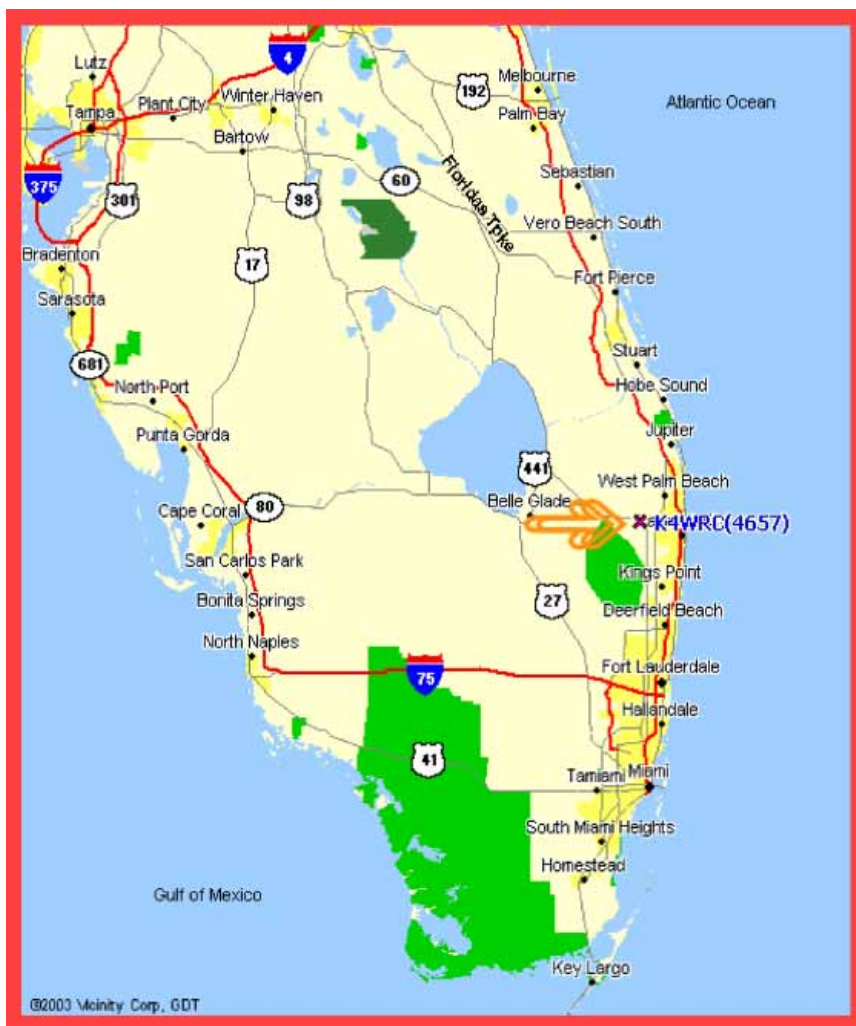 4
Lutz
Melbourne
192
Atlantic Ocean
Plant City
Winter Haven
Tampa
Palm Bay
Bartow
Sebastian
375
301
98
60
Floridas Tpke
Vero Beach South
Bradenton
17
Fort Pierce
Sarasota
Stuart
681
North Port
Hobe Sound
Punta Gorda
Jupiter
441
West Palm Beach
Belle Glade
80
Cape Coral
K4WRC(4657)
San Carlos Park
Kings Point
Bonita Springs
27
Deerfield Beach
North Naples
Fort Lauderdale
75
Hallandale
41
Tamiami
Miami
South Miami Heights
Homestead
Gulf of Mexico
Key Largo
©2003 Vicinity Corp, GDT